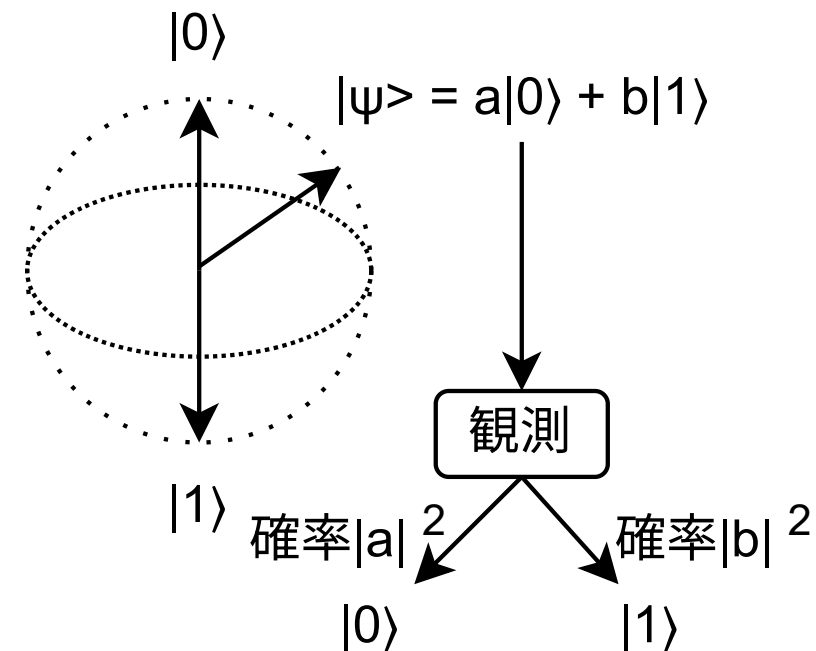 |0⟩
|ψ> = a|0⟩ + b|1⟩
観測
|1⟩
確率|a| ²
確率|b| ²
|0⟩
|1⟩